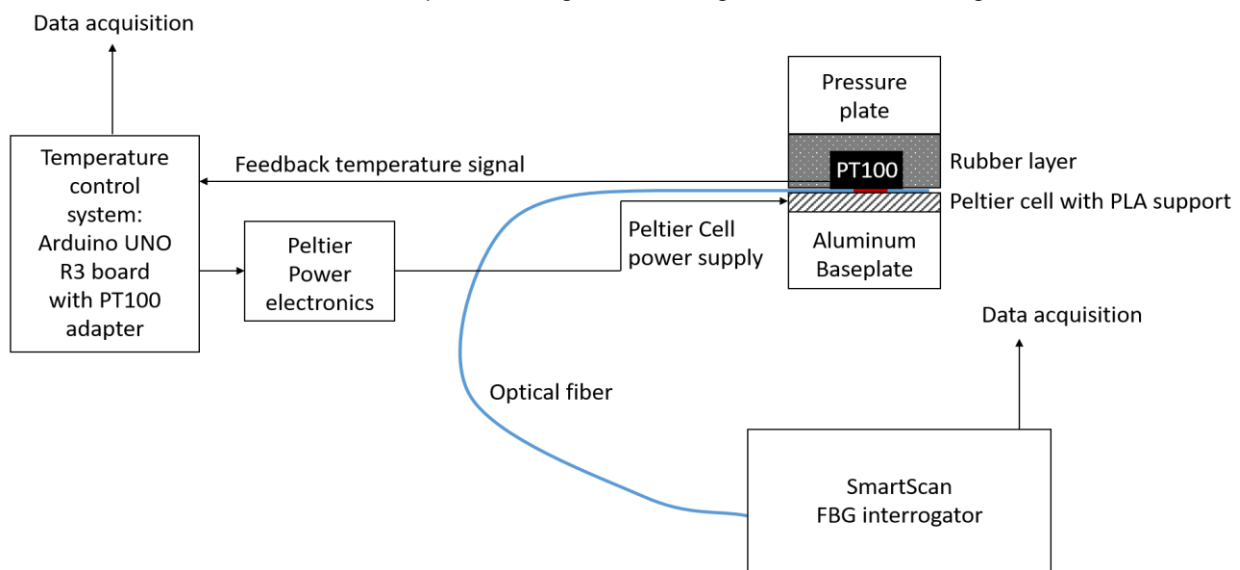 Data acquisition
Temperature
control
system:
Arduino UNO
R3 board
with PT100
adapter
Feedback temperature signal
Peltier
Power
electronics
Peltier Cell
power supply
Pressure
plate
PT100
Rubber layer
Peltier cell with PLA support
Aluminum
Baseplate
Optical fiber
Data acquisition
SmartScan
FBG interrogator